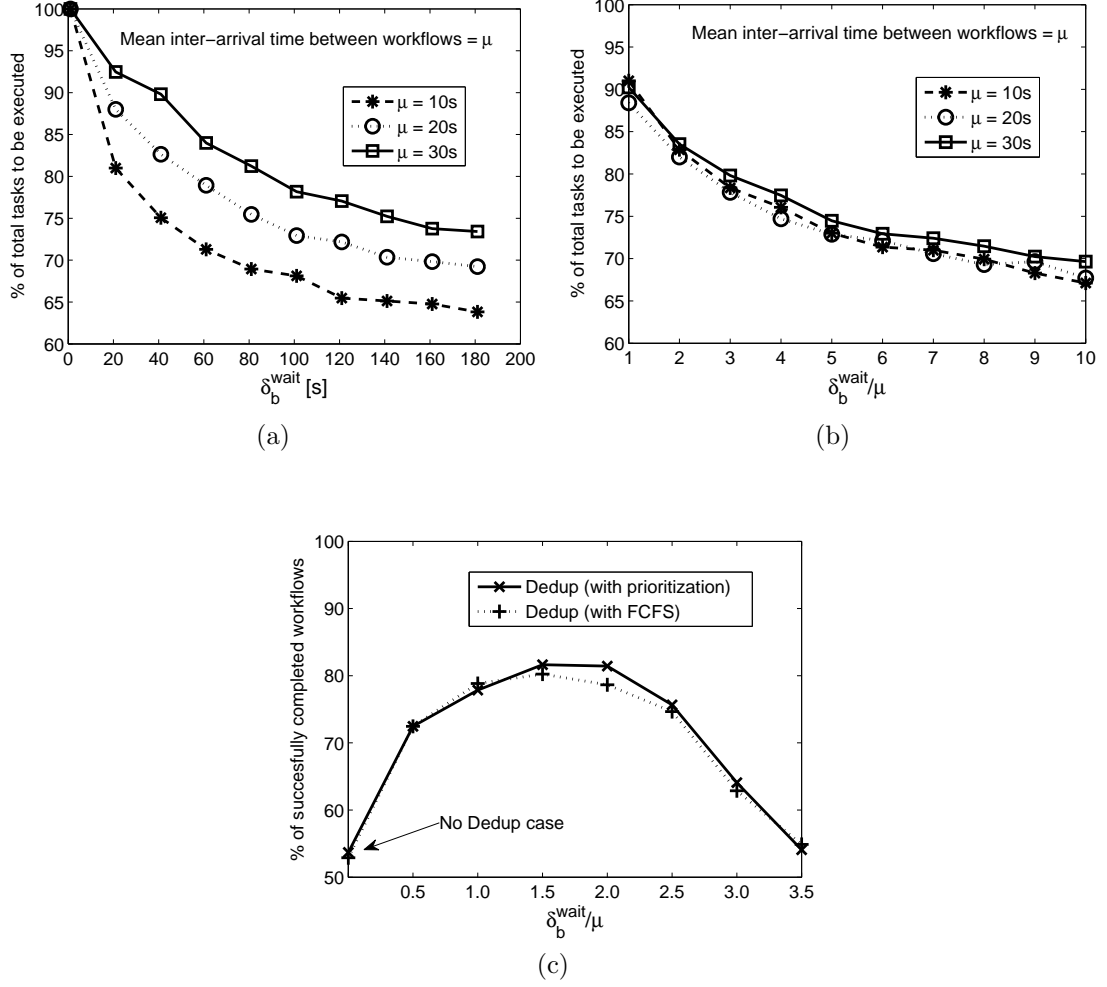 100
95
90
85
80
75
70
65
60
% of total tasks to be executed
Mean inter−arrival time between workflows = μ
μ = 10s
μ = 20s
μ = 30s
0 20 40 60 80 100 120 140 160 180 200
δ_b^wait [s]
(a)
100
95
90
85
80
75
70
65
60
% of total tasks to be executed
Mean inter−arrival time between workflows = μ
μ = 10s
μ = 20s
μ = 30s
1 2 3 4 5 6 7 8 9 10
δ_b^wait/μ
(b)
100
90
80
70
60
50
% of succesfully completed workflows
Dedup (with prioritization)
Dedup (with FCFS)
No Dedup case
0.5 1.0 1.5 2.0 2.5 3.0 3.5
δ_b^wait/μ
(c)